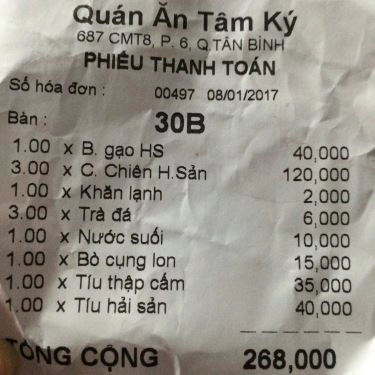 Quán Ăn Tâm Ký
687 CMT8, P. 6, Q.TÂN BÌNH
PHIẾU THANH TOÁN
Số hóa đơn : 00497 08/01/2017
Bàn : 30B
1.00 x B. gạo HS 40,000
3.00 x C. Chiên H.Sản 120,000
1.00 x Khăn lạnh 2,000
3.00 x Trà đá 6,000
1.00 x Nước suối 10,000
1.00 x Bò cụng lon 15,000
1.00 x Tíu thập cẩm 35,000
1.00 x Tíu hải sản 40,000
TỔNG CỘNG 268,000